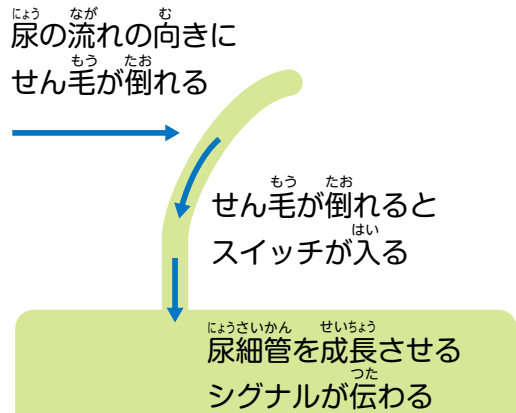 尿の流れの向きに
せん毛が倒れる
せん毛が倒れると
スイッチが入る
尿細管を成長させる
シグナルが伝わる